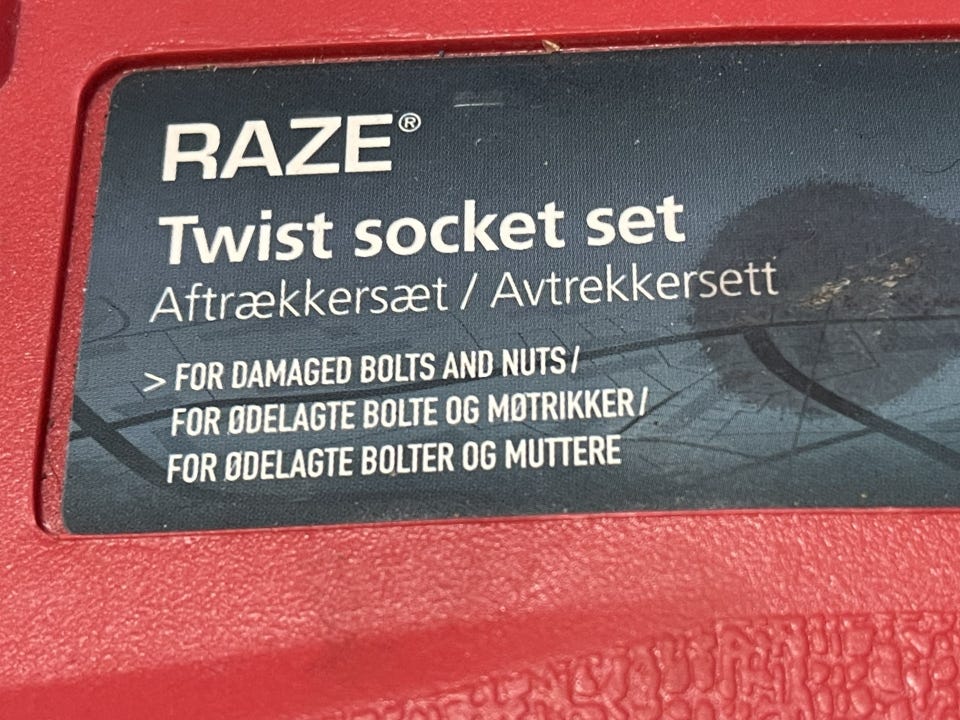 RAZE®
Twist socket set
Aftrækkersæt / Avtrekkersett
> FOR DAMAGED BOLTS AND NUTS/
FOR ØDELAGTE BOLTE OG MØTRIKKER/
FOR ØDELAGTE BOLTER OG MUTTERE